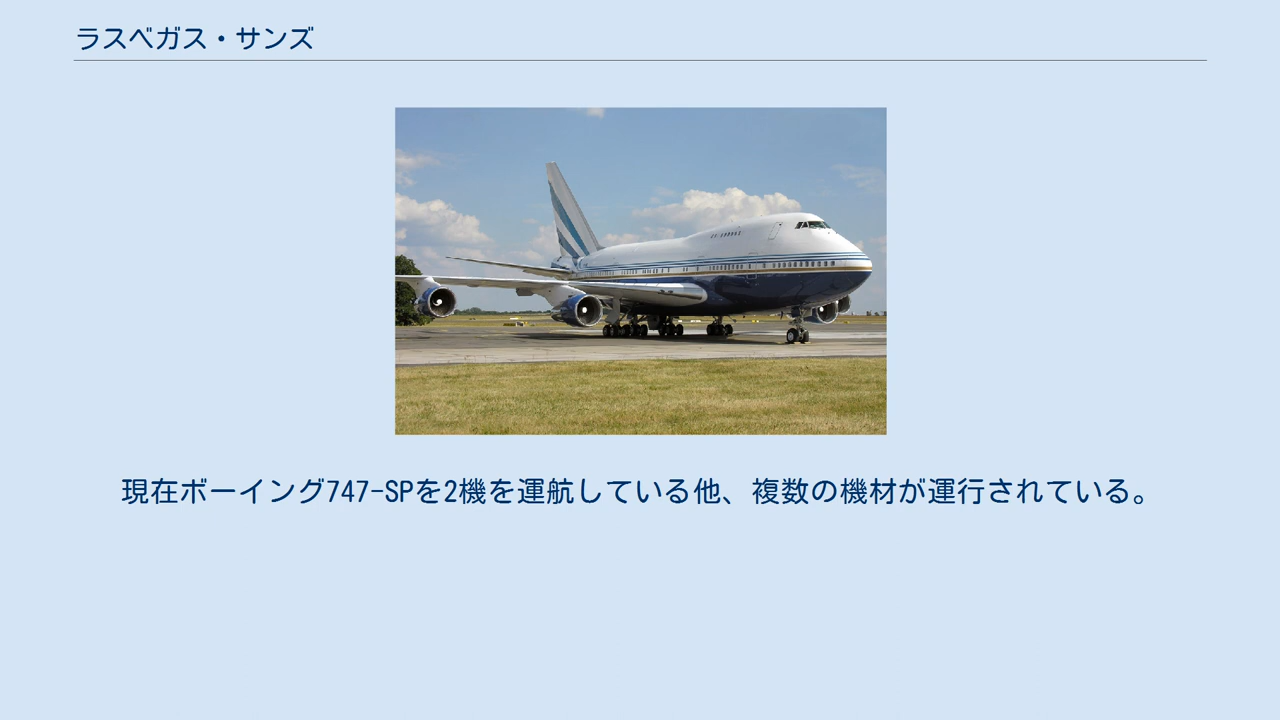 ラスベガス・サンズ
現在ボーイング747-SPを2機を運航している他、複数の機材が運行されている。